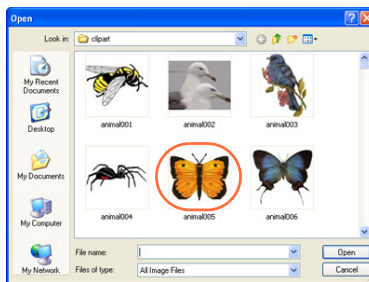 Open
Look in:
clipart
My Recent
Documents
Desktop
My Documents
My Computer
My Network
animal001
animal002
animal003
animal004
animal005
animal006
File name:
Open
Files of type:
All Image Files
Cancel